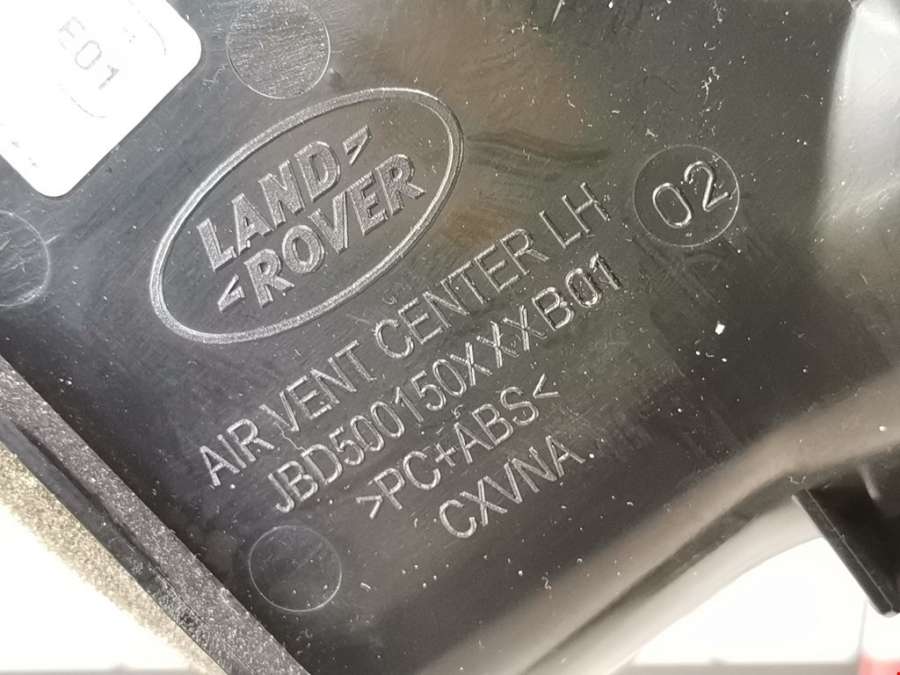 E01
LAND
ROVER
02
AIR VENT CENTER LH
JBD500150XXXB01
>PC+ABS<
CXVNA